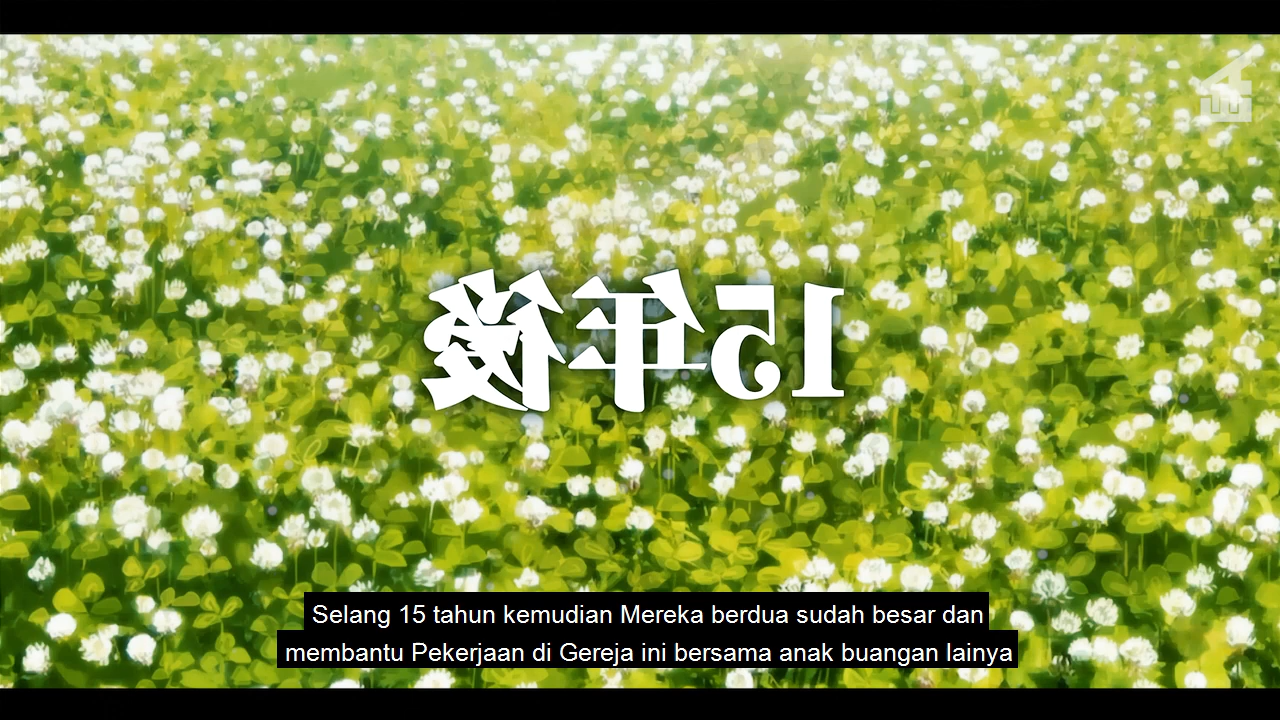 15年後
Selang 15 tahun kemudian Mereka berdua sudah besar dan
membantu Pekerjaan di Gereja ini bersama anak buangan lainya